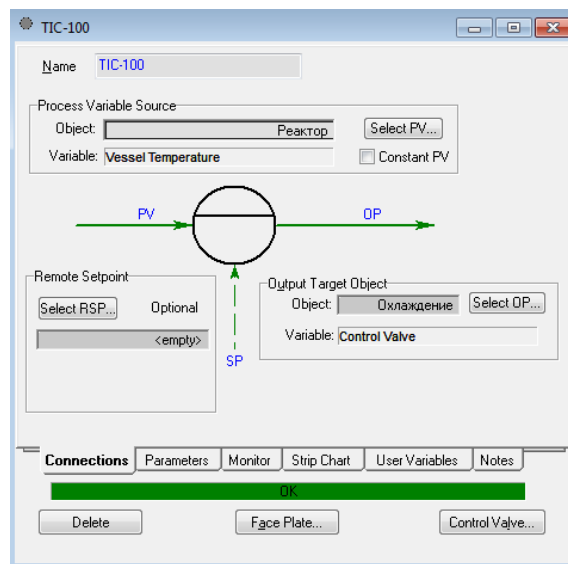 TIC-100
Name TIC-100
Process Variable Source
Object: Реактор Select PV...
Variable: Vessel Temperature Constant PV
PV OP
Remote Setpoint
Select RSP... Optional
<empty>
SP
Output Target Object
Object: Охлаждение Select OP...
Variable: Control Valve
Connections Parameters Monitor Strip Chart User Variables Notes
OK
Delete Face Plate... Control Valve...